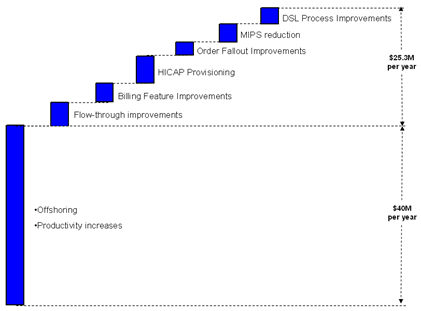 DSL Process Improvements
MIPS reduction
Order Fallout Improvements
$25.3M
per year
HICAP Provisioning
Billing Feature Improvements
Flow-through improvements
•Offshoring
$40M
per year
•Productivity increases